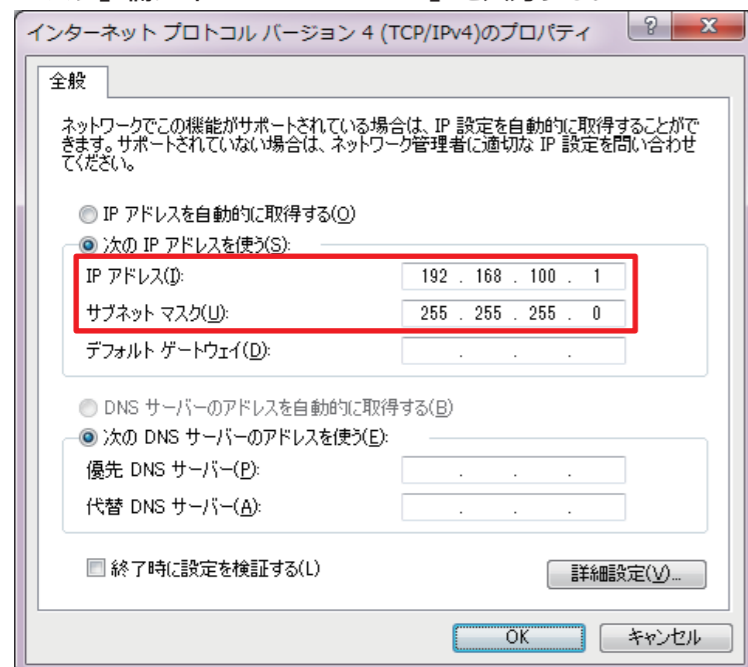 インターネット プロトコル バージョン 4 (TCP/IPv4)のプロパティ
全般
ネットワークでこの機能がサポートされている場合は、IP 設定を自動的に取得することがで
きます。サポートされていない場合は、ネットワーク管理者に適切な IP 設定を問い合わせ
てください。
IP アドレスを自動的に取得する(O)
次の IP アドレスを使う(S):
IP アドレス(I): 192 . 168 . 100 . 1
サブネット マスク(U): 255 . 255 . 255 . 0
デフォルト ゲートウェイ(D): . . .
DNS サーバーのアドレスを自動的に取得する(B)
次の DNS サーバーのアドレスを使う(E):
優先 DNS サーバー(P): . . .
代替 DNS サーバー(A): . . .
終了時に設定を検証する(L)
詳細設定(V)...
OK キャンセル